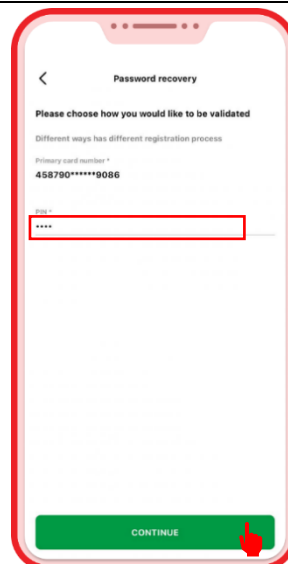 Password recovery
Please choose how you would like to be validated
Different ways has different registration process
Primary card number *
458790******9086
PIN *
••••
CONTINUE